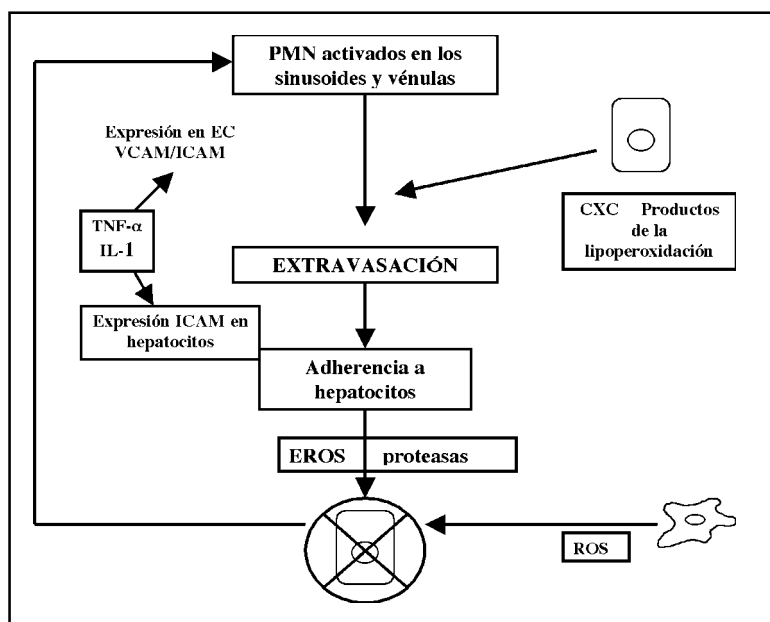 PMN activados en los
sinusoides y vénulas
Expresión en EC
VCAM/ICAM
TNF-α
IL-1
CXC Productos
de la
lipoperoxidación
EXTRAVASACIÓN
Expresión ICAM en
hepatocitos
Adherencia a
hepatocitos
EROS proteasas
ROS